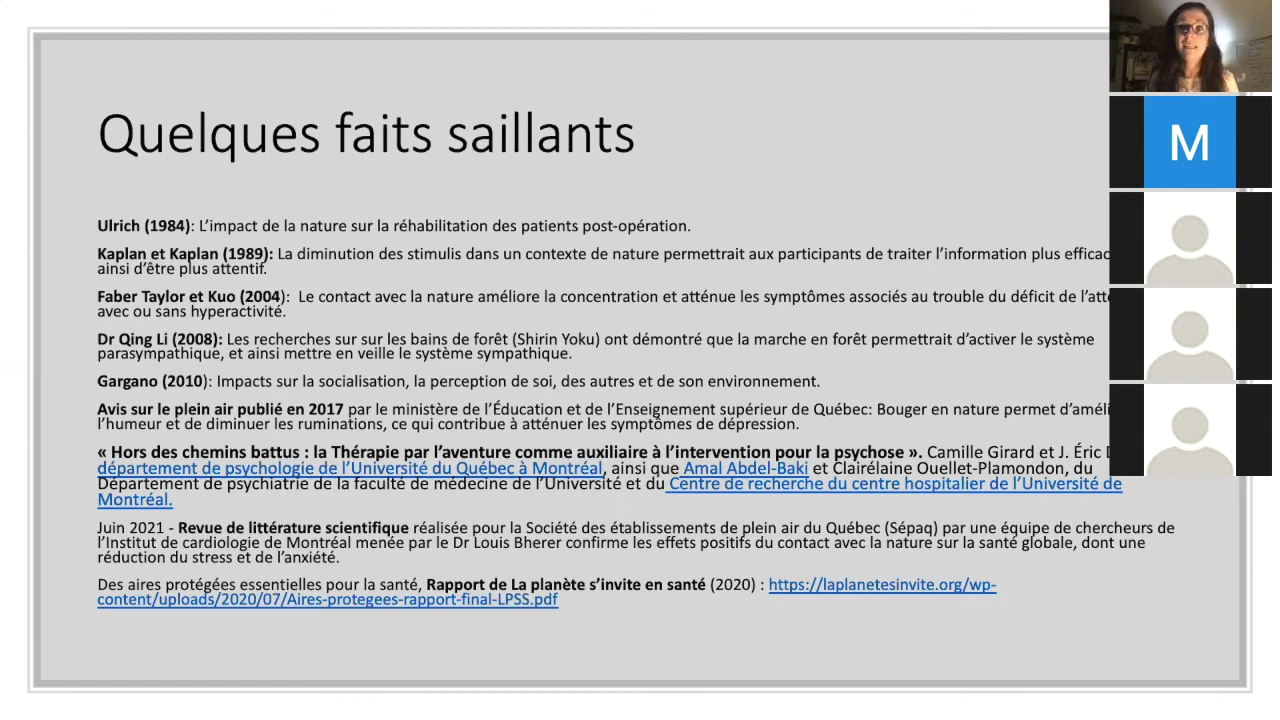 Quelques faits saillants
Ulrich (1984): L’impact de la nature sur la réhabilitation des patients post-opération.
Kaplan et Kaplan (1989): La diminution des stimulis dans un contexte de nature permettrait aux participants de traiter l’information plus
ainsi d’être plus attentif.
Faber Taylor et Kuo (2004):  Le contact avec la nature améliore la concentration et atténue les symptômes associés au trouble du déficit de
avec ou sans hyperactivité.
Dr Qing Li (2008): Les recherches sur sur les bains de forêt (Shirin Yoku) ont démontré que la marche en forêt permettrait d’activer le système
parasympathique, et ainsi mettre en veille le système sympathique.
Gargano (2010): Impacts sur la socialisation, la perception de soi, des autres et de son environnement.
Avis sur le plein air publié en 2017 par le ministère de l’Éducation et de l’Enseignement supérieur de Québec: Bouger en nature permet
l’humeur et de diminuer les ruminations, ce qui contribue à atténuer les symptômes de dépression.
« Hors des chemins battus : la Thérapie par l’aventure comme auxiliaire à l’intervention pour la psychose ». Camille Girard et J. Éric
département de psychologie de l’Université du Québec à Montréal, ainsi que Amal Abdel-Baki et Clairélaine Ouellet-Plamondon, du
Département de psychiatrie de la faculté de médecine de l’Université et du Centre de recherche du centre hospitalier de l’Université de
Montréal.
Juin 2021 - Revue de littérature scientifique réalisée pour la Société des établissements de plein air du Québec (Sépaq) par une équipe de chercheurs de
l’Institut de cardiologie de Montréal menée par le Dr Louis Bherer confirme les effets positifs du contact avec la nature sur la santé globale, dont une
réduction du stress et de l’anxiété.
Des aires protégées essentielles pour la santé, Rapport de La planète s’invite en santé (2020) : https://laplanetesinvite.org/wp-
content/uploads/2020/07/Aires-protegees-rapport-final-LPSS.pdf
M